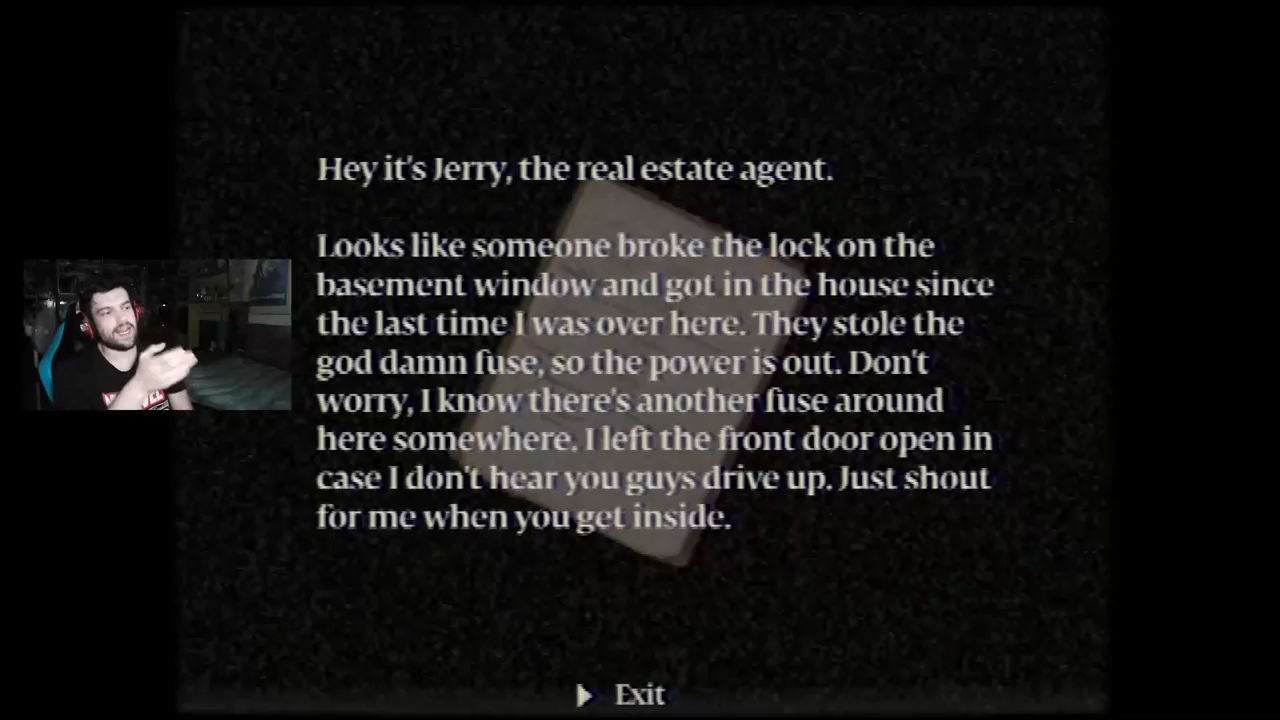 Hey it's Jerry, the real estate agent.
Looks like someone broke the lock on the
basement window and got in the house since
the last time I was over here. They stole the
god damn fuse, so the power is out. Don't
worry, I know there's another fuse around
here somewhere. I left the front door open in
case I don't hear you guys drive up. Just shout
for me when you get inside.
Exit